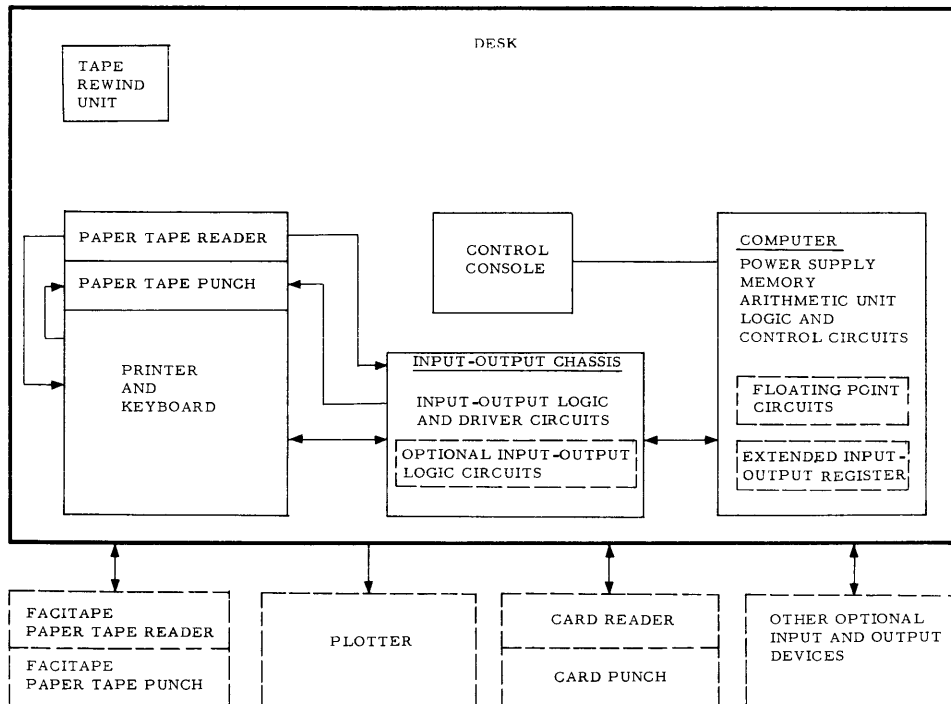 DESK
TAPE
REWIND
UNIT
PAPER TAPE READER
PAPER TAPE PUNCH
PRINTER
AND
KEYBOARD
CONTROL
CONSOLE
COMPUTER
POWER SUPPLY
MEMORY
ARITHMETIC UNIT
LOGIC AND
CONTROL CIRCUITS
FLOATING POINT
CIRCUITS
EXTENDED INPUT-
OUTPUT REGISTER
INPUT-OUTPUT CHASSIS
INPUT-OUTPUT LOGIC
AND DRIVER CIRCUITS
OPTIONAL INPUT-OUTPUT
LOGIC CIRCUITS
FACITAPE
PAPER TAPE READER
FACITAPE
PAPER TAPE PUNCH
PLOTTER
CARD READER
CARD PUNCH
OTHER OPTIONAL
INPUT AND OUTPUT
DEVICES